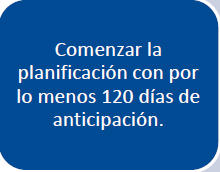 Comenzar la
planificación con por
lo menos 120 días de
anticipación.